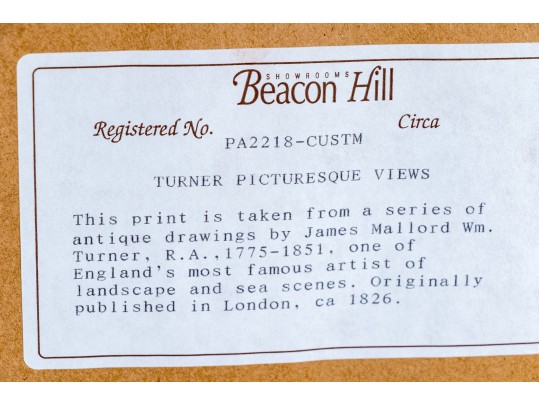 SHOWROOMS
Beacon Hill
Registered No. Circa
PA2218-CUSTM
TURNER PICTURESQUE VIEWS
This print is taken from a series of
antique drawings by James Mallord Wm.
Turner, R.A.,1775-1851, one of
England's most famous artist of
landscape and sea scenes. Originally
published in London, ca 1826.